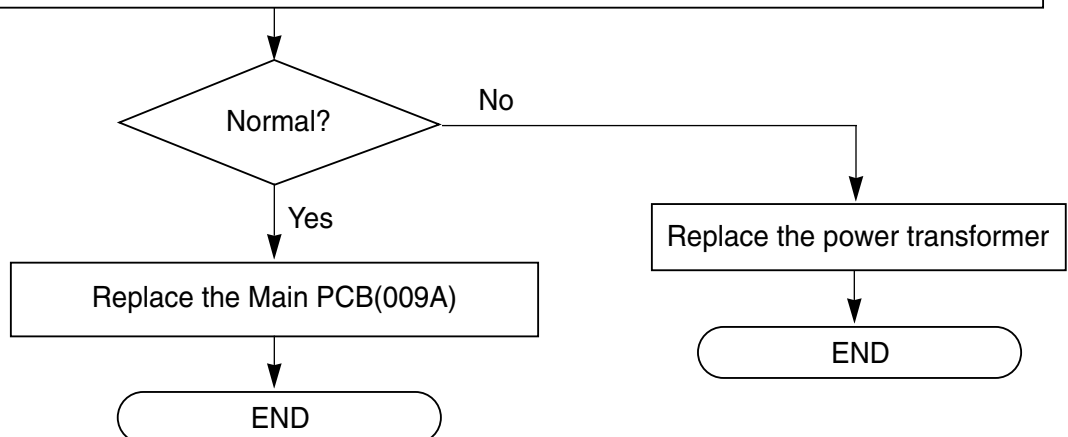 Normal?
No
Yes
Replace the power transformer
Replace the Main PCB(009A)
END
END